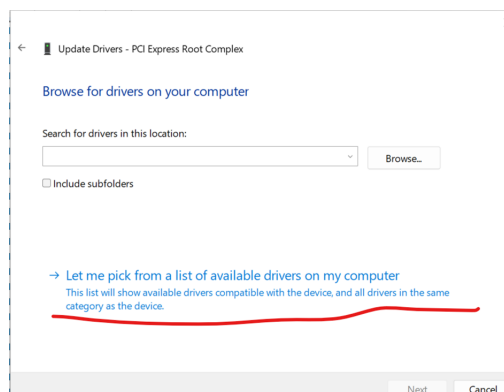 Update Drivers - PCI Express Root Complex
Browse for drivers on your computer
Search for drivers in this location:
Browse...
Include subfolders
Let me pick from a list of available drivers on my computer
This list will show available drivers compatible with the device, and all drivers in the same
category as the device.
Next
Cancel